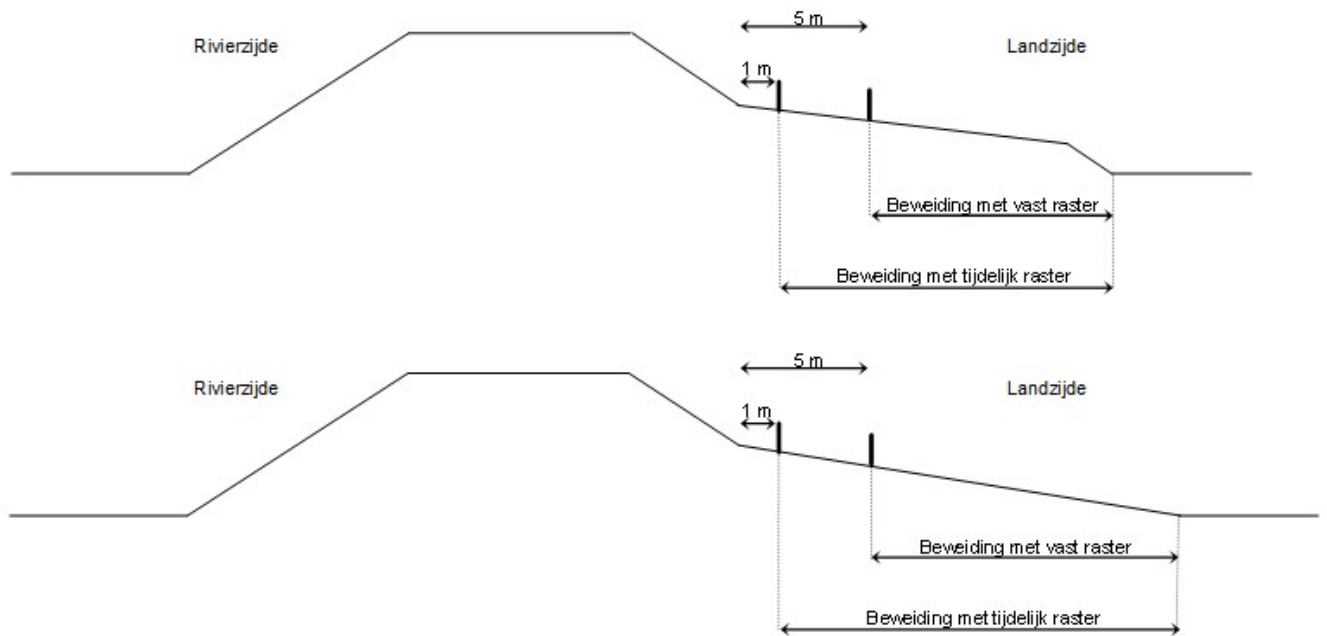 5 m
Rivierzijde
Landzijde
1 m
Beweiding met vast raster
Beweiding met tijdelijk raster
5 m
Rivierzijde
Landzijde
1 m
Beweiding met vast raster
Beweiding met tijdelijk raster